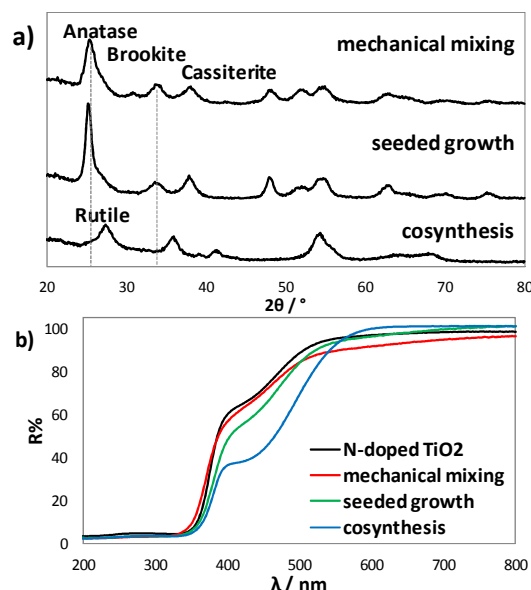 a)
Anatase
mechanical mixing
Brookite
Cassiterite
seeded growth
Rutile
cosynthesis
20 30 40 50 60 70 80
2θ / °
b)
100
80
60
40
20
0
R%
N-doped TiO2
mechanical mixing
seeded growth
cosynthesis
200 300 400 500 600 700 800
λ / nm